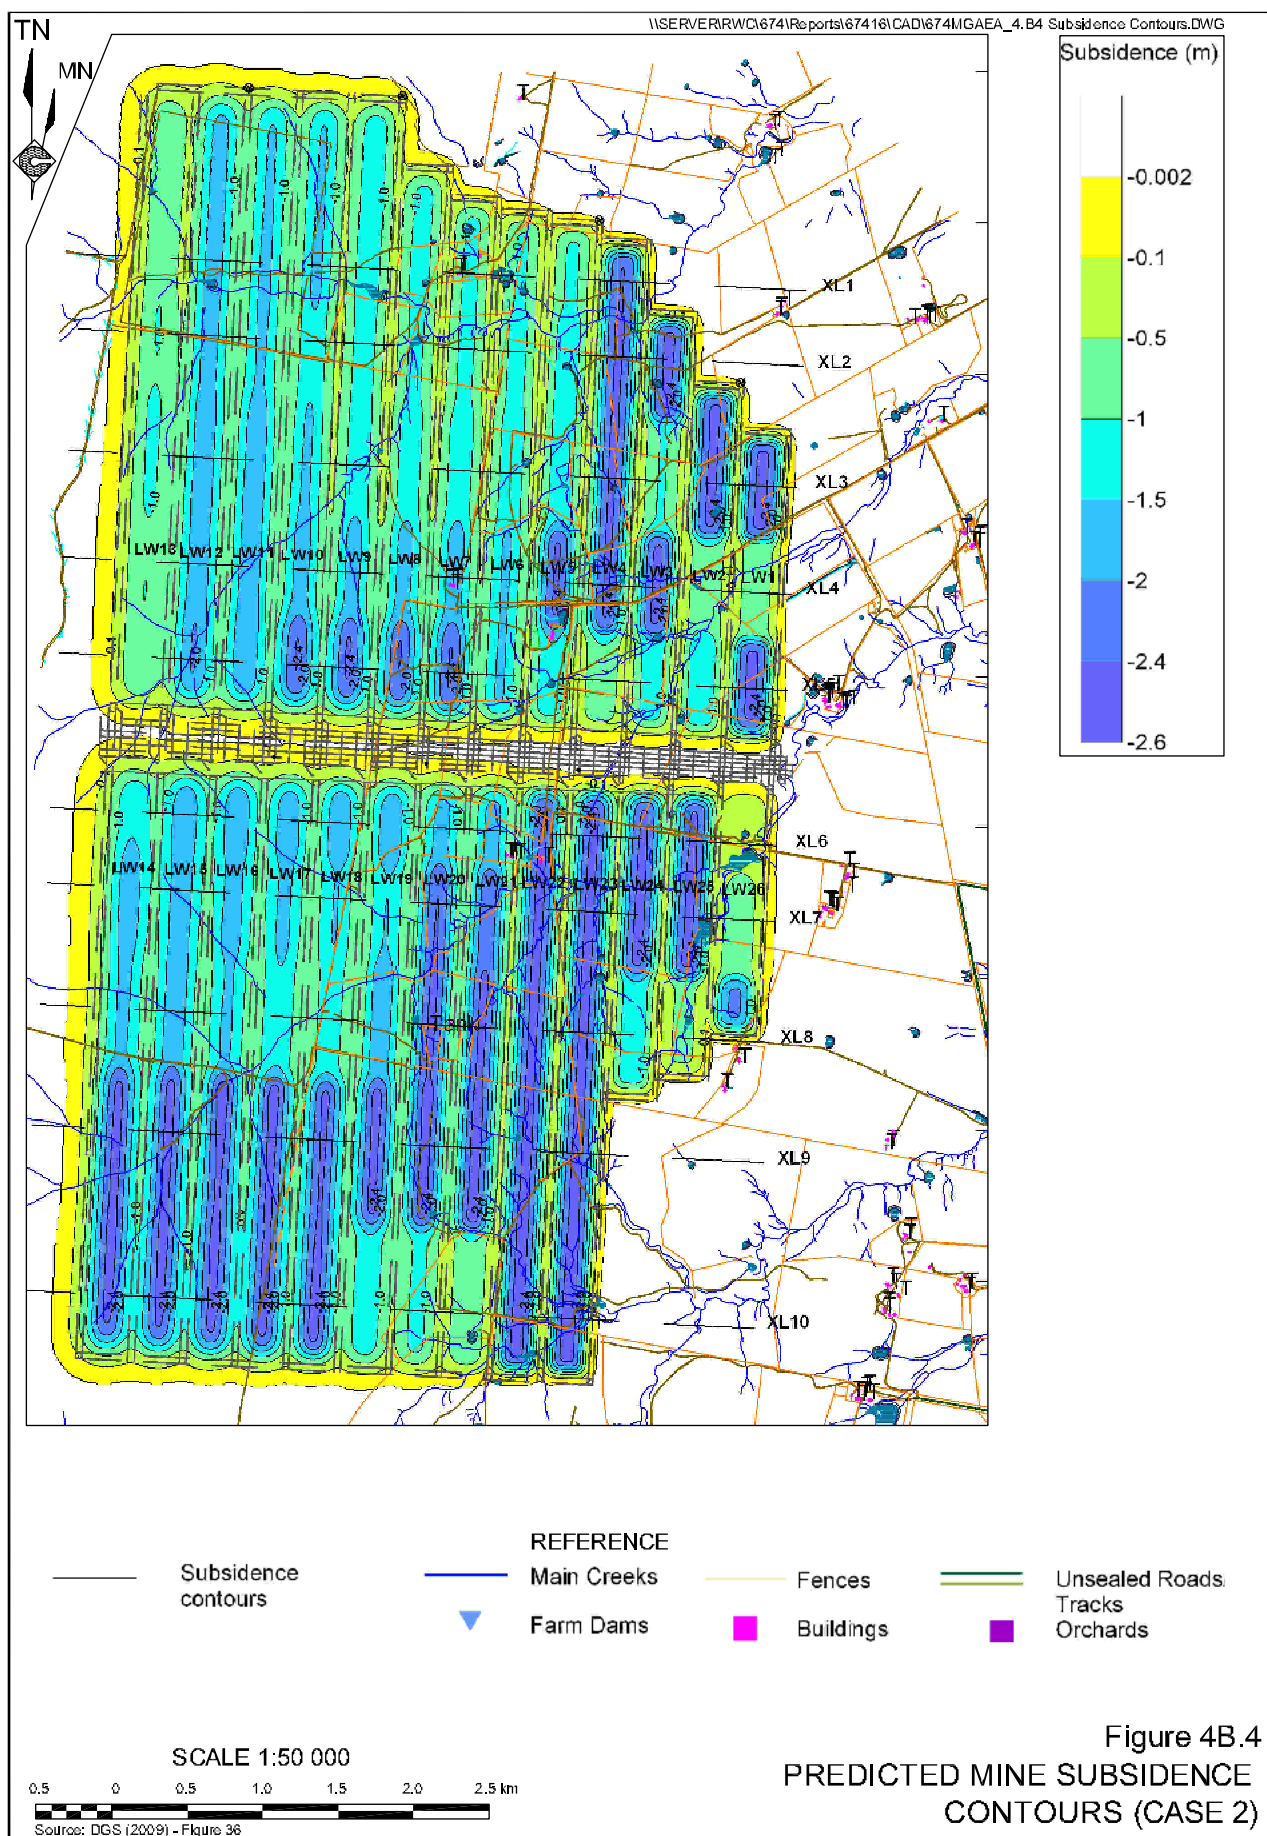 \\SERVER\RWC\674\Reports\67416\CAD\674MGAEA_4.B4 Subsidence Contours.DWG
TN
MN
Subsidence (m)
-0.002
-0.1
-0.5
-1
-1.5
-2
-2.4
-2.6
XL1
XL2
XL3
XL4
XL6
XL7
XL8
XL9
XL10
LW13 LW12 LW11 LW10 LW9 LW8 LW7 LW6 LW5 LW4 LW3 LW2 LW1
LW14 LW15 LW16 LW17 LW18 LW19 LW20 LW21 LW22 LW23 LW24 LW25 LW26
REFERENCE
Subsidence contours
Main Creeks
Fences
Unsealed Roads/
Tracks
Farm Dams
Buildings
Orchards
SCALE 1:50 000
0.5 0 0.5 1.0 1.5 2.0 2.5 km
Source: DGS (2009) - Figure 36
Figure 4B.4
PREDICTED MINE SUBSIDENCE
CONTOURS (CASE 2)